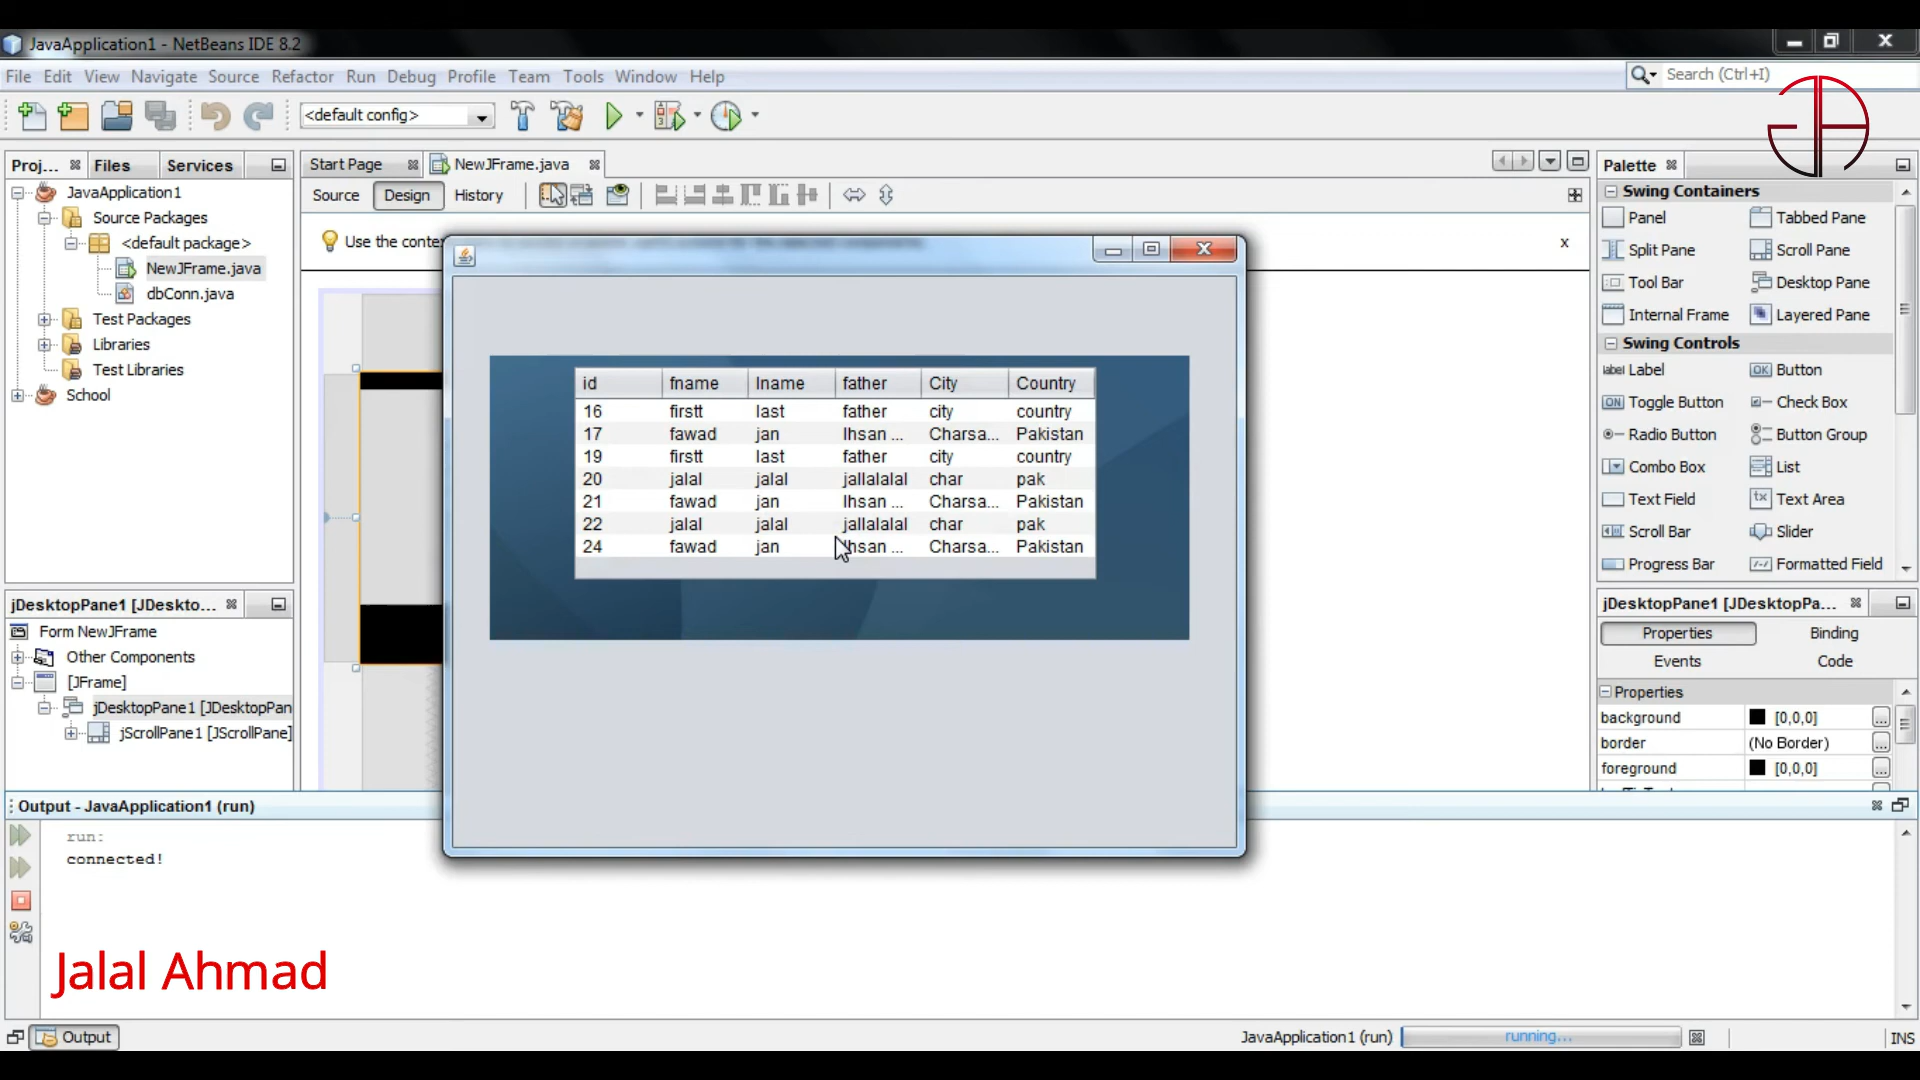 JavaApplication1 - NetBeans IDE 8.2
File Edit View Navigate Source Refactor Run Debug Profile Team Tools Window Help
Search (Ctrl+I)
<default config>
Proj... Files Services
JavaApplication1
Source Packages
<default package>
NewJFrame.java
dbConn.java
Test Packages
Libraries
Test Libraries
School
Start Page NewJFrame.java
Source Design History
Use the conte
x
id fname lname father City Country
16 firstt last father city country
17 fawad jan Ihsan ... Charsa... Pakistan
19 firstt last father city country
20 jalal jalal jallalalal char pak
21 fawad jan Ihsan ... Charsa... Pakistan
22 jalal jalal jallalalal char pak
24 fawad jan Ihsan ... Charsa... Pakistan
Palette
Swing Containers
Panel Tabbed Pane
Split Pane Scroll Pane
Tool Bar Desktop Pane
Internal Frame Layered Pane
Swing Controls
label Label OK Button
ON Toggle Button Check Box
Radio Button Button Group
Combo Box List
Text Field Text Area
Scroll Bar Slider
Progress Bar Formatted Field
jDesktopPane1 [JDeskto...
Form NewJFrame
Other Components
[JFrame]
jDesktopPane1 [JDesktopPan
jScrollPane1 [JScrollPane]
jDesktopPane1 [JDesktopPa...
Properties Binding
Events Code
Properties
background [0,0,0] ...
border (No Border) ...
foreground [0,0,0] ...
Output - JavaApplication1 (run)
run:
connected!
Jalal Ahmad
Output
JavaApplication1 (run) running... INS